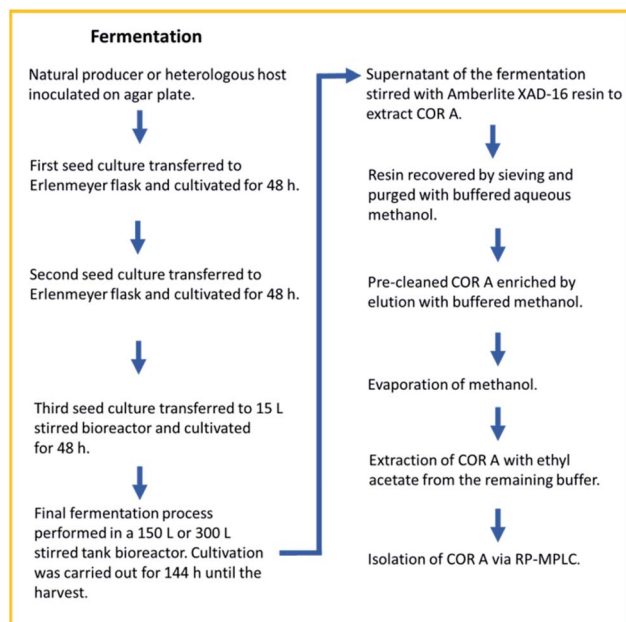 Fermentation
Natural producer or heterologous host
inoculated on agar plate.
First seed culture transferred to
Erlenmeyer flask and cultivated for 48 h.
Second seed culture transferred to
Erlenmeyer flask and cultivated for 48 h.
Third seed culture transferred to 15 L
stirred bioreactor and cultivated
for 48 h.
Final fermentation process
performed in a 150 L or 300 L
stirred tank bioreactor. Cultivation
was carried out for 144 h until the
harvest.
Supernatant of the fermentation
stirred with Amberlite XAD-16 resin to
extract COR A.
Resin recovered by sieving and
purged with buffered aqueous
methanol.
Pre-cleaned COR A enriched by
elution with buffered methanol.
Evaporation of methanol.
Extraction of COR A with ethyl
acetate from the remaining buffer.
Isolation of COR A via RP-MPLC.